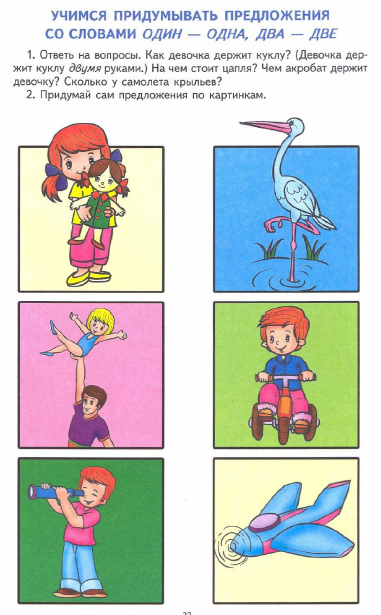 УЧИМСЯ ПРИДУМЫВАТЬ ПРЕДЛОЖЕНИЯ
СО СЛОВАМИ ОДИН — ОДНА, ДВА — ДВЕ
1. Ответь на вопросы. Как девочка держит куклу? (Девочка дер-
жит куклу двумя руками.) На чем стоит цапля? Чем акробат держит
девочку? Сколько у самолета крыльев?
2. Придумай сам предложения по картинкам.